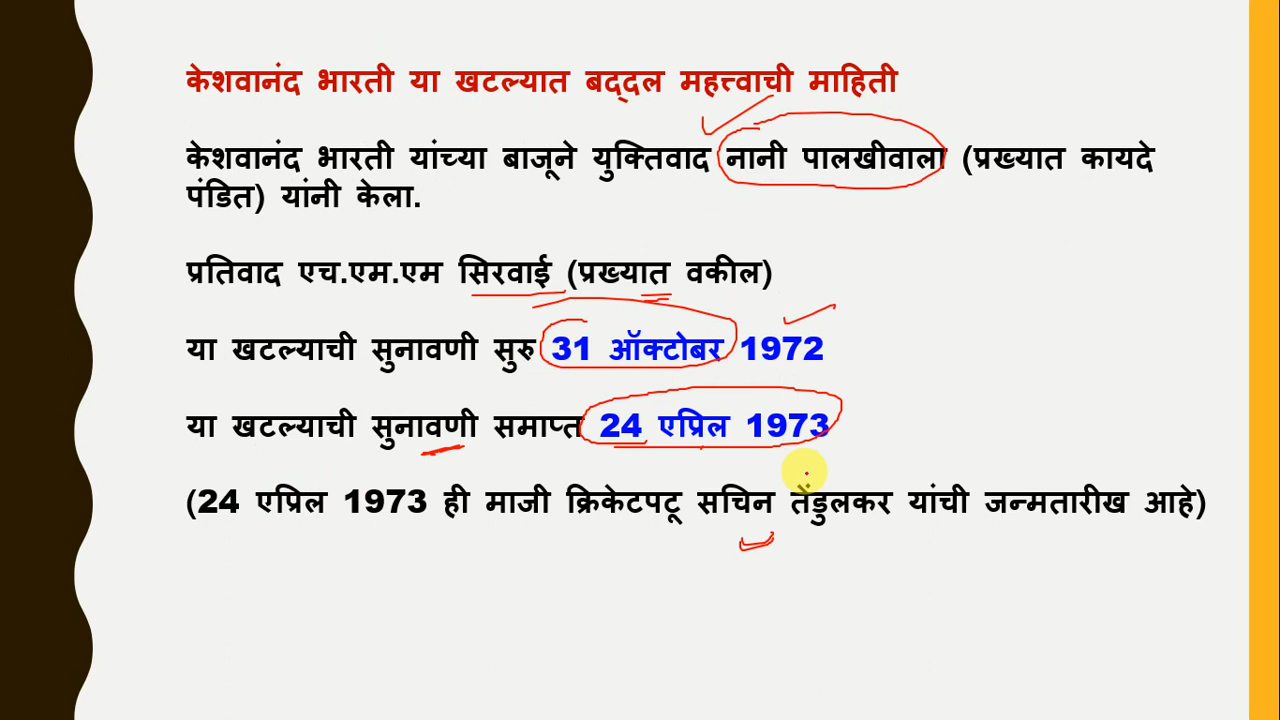 केशवानंद भारती या खटल्यात बद्दल महत्त्वाची माहिती
केशवानंद भारती यांच्या बाजूने युक्तिवाद नानी पालखीवाला (प्रख्यात कायदे
पंडित) यांनी केला.
प्रतिवाद एच.एम.एम सिरवाई (प्रख्यात वकील)
या खटल्याची सुनावणी सुरु 31 ऑक्टोबर 1972
या खटल्याची सुनावणी समाप्त 24 एप्रिल 1973
(24 एप्रिल 1973 ही माजी क्रिकेटपटू सचिन तेंडुलकर यांची जन्मतारीख आहे)